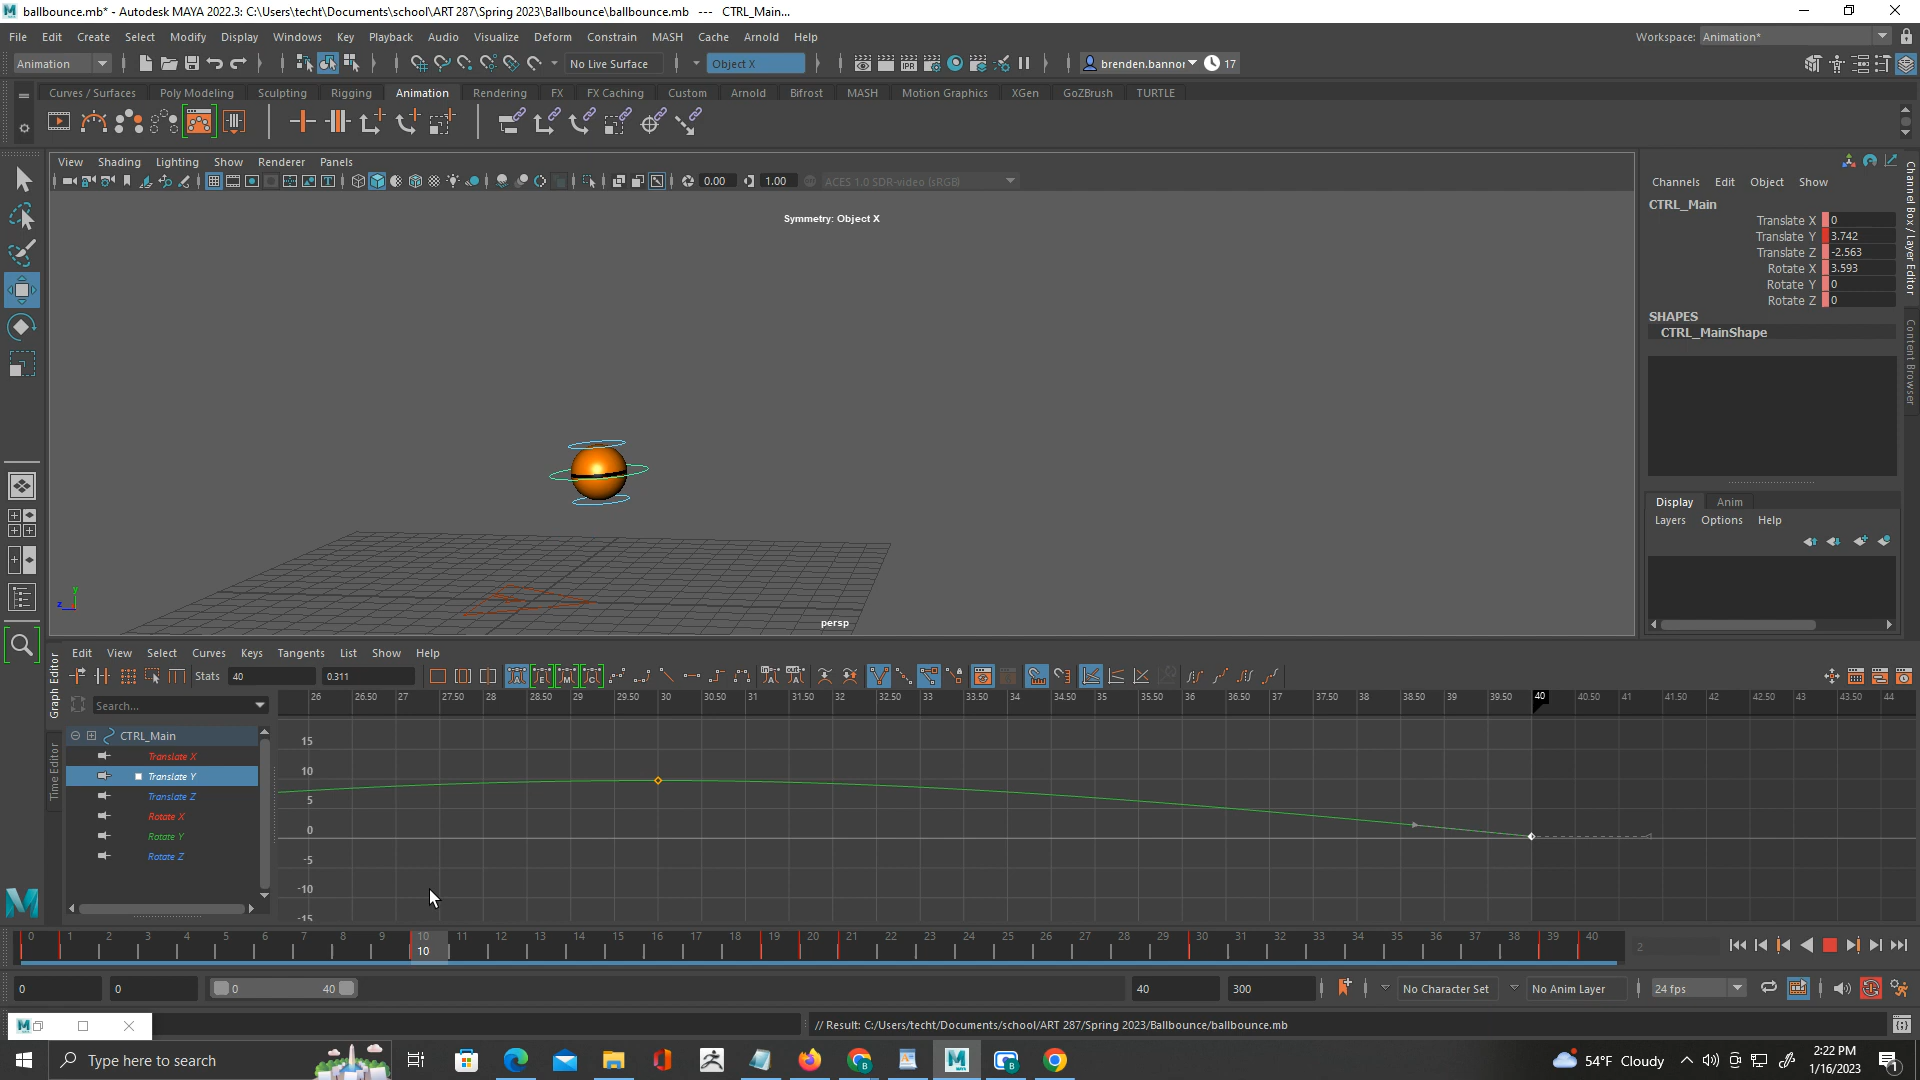 ballbounce.mb* - Autodesk MAYA 2022.3: C:\Users\techt\Documents\school\ART 287\Spring 2023\Ballbounce\ballbounce.mb --- CTRL_Main...
File Edit Create Select Modify Display Windows Key Playback Audio Visualize Deform Constrain MASH Cache Arnold Help
Workspace: Animation*
Animation
No Live Surface
Object X
brenden.bannor
17
Curves / Surfaces Poly Modeling Sculpting Rigging Animation Rendering FX FX Caching Custom Arnold Bifrost MASH Motion Graphics XGen GoZBrush TURTLE
View Shading Lighting Show Renderer Panels
0.00
1.00
ACES 1.0 SDR-video (sRGB)
Symmetry: Object X
persp
Channels Edit Object Show
CTRL_Main
Translate X 0
Translate Y 3.742
Translate Z -2.563
Rotate X 3.593
Rotate Y 0
Rotate Z 0
SHAPES
CTRL_MainShape
Channel Box / Layer Editor
Content Browser
Display Anim
Layers Options Help
Graph Editor
Time Editor
Edit View Select Curves Keys Tangents List Show Help
Stats 40 0.311
Search...
26 26.50 27 27.50 28 28.50 29 29.50 30 30.50 31 31.50 32 32.50 33 33.50 34 34.50 35 35.50 36 36.50 37 37.50 38 38.50 39 39.50 40 40.50 41 41.50 42 42.50 43 43.50 44
CTRL_Main
Translate X
Translate Y
Translate Z
Rotate X
Rotate Y
Rotate Z
15
10
5
0
-5
-10
-15
0 1 2 3 4 5 6 7 8 9 10 11 12 13 14 15 16 17 18 19 20 21 22 23 24 25 26 27 28 29 30 31 32 33 34 35 36 37 38 39 40
10
2
0 0 0 40 40 300
No Character Set
No Anim Layer
24 fps
// Result: C:/Users/techt/Documents/school/ART 287/Spring 2023/Ballbounce/ballbounce.mb
Type here to search
54°F Cloudy
2:22 PM
1/16/2023
1